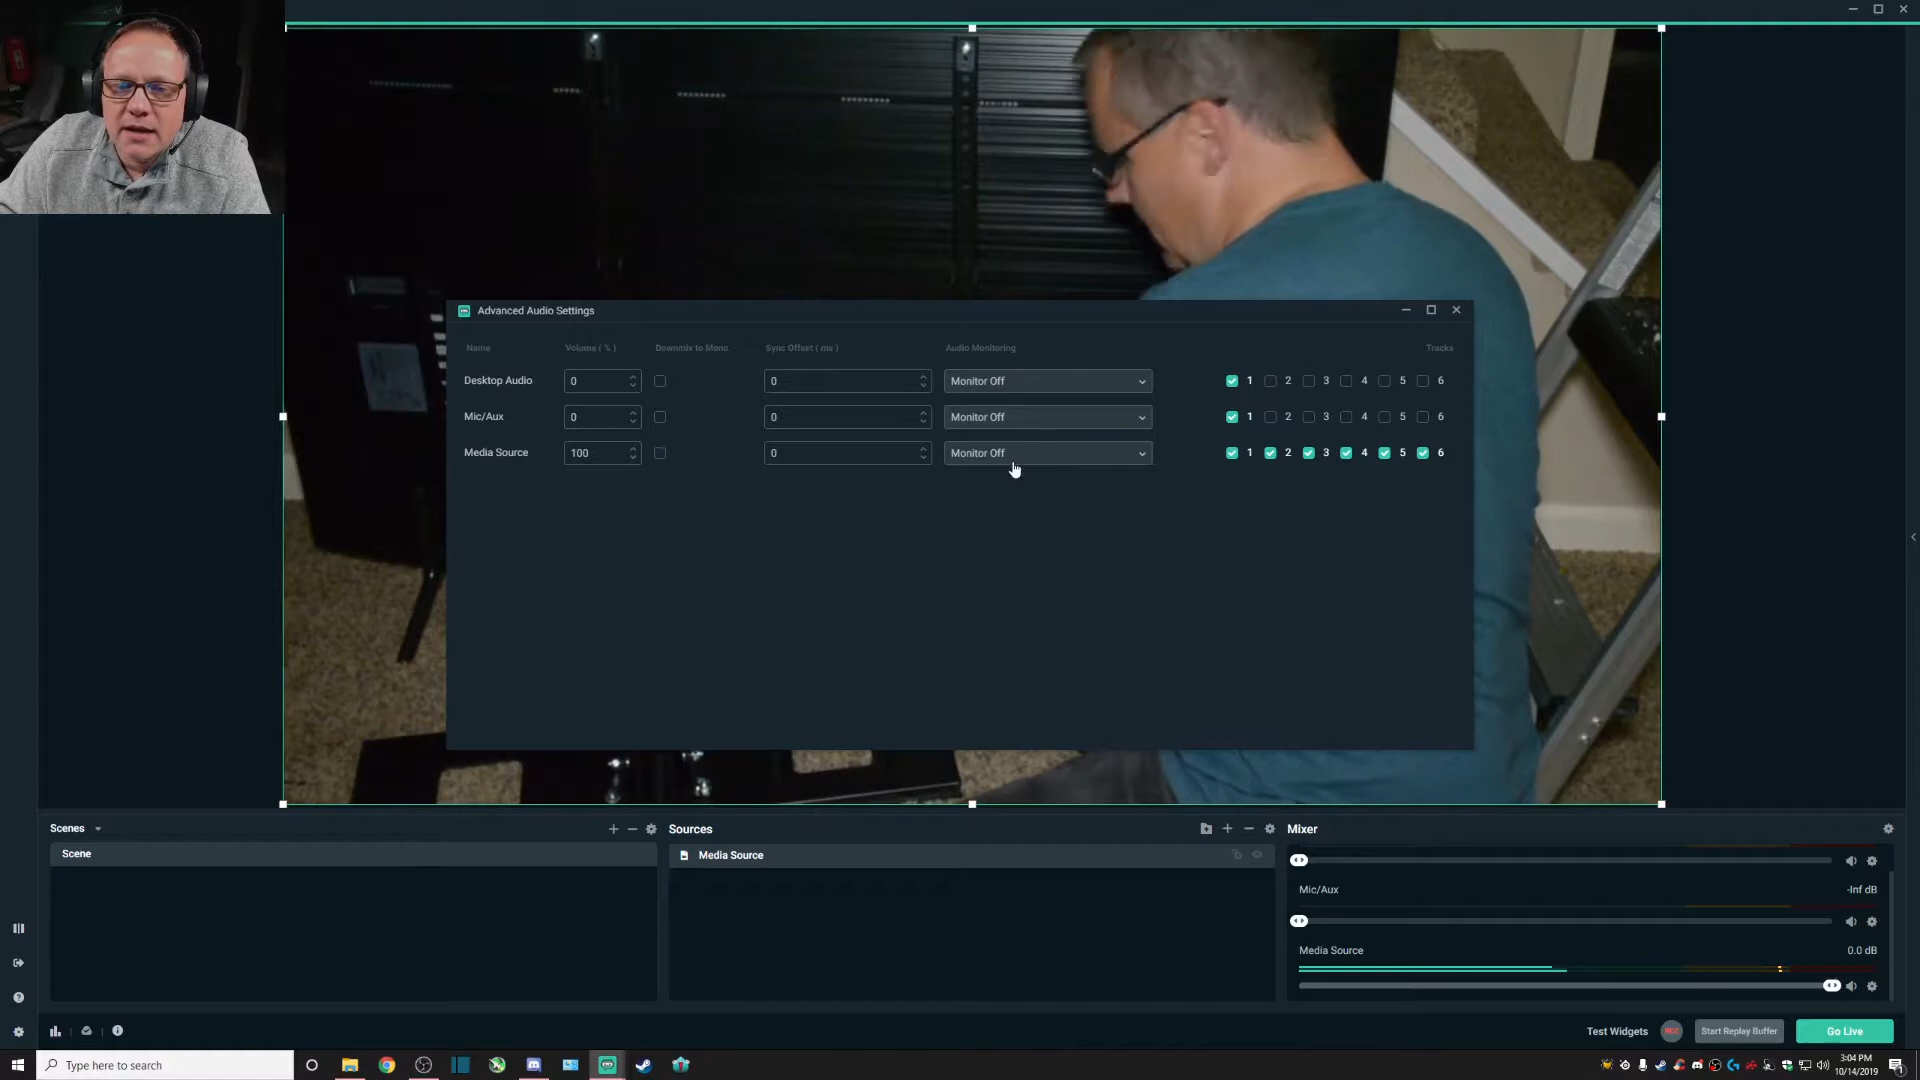 Advanced Audio Settings
Name Volume ( % ) Downmix to Mono Sync Offset ( ms ) Audio Monitoring Tracks
Desktop Audio 0 0 Monitor Off 1 2 3 4 5 6
Mic/Aux 0 0 Monitor Off 1 2 3 4 5 6
Media Source 100 0 Monitor Off 1 2 3 4 5 6
Scenes
Scene
Sources
Media Source
Mixer
Mic/Aux -Inf dB
Media Source 0.0 dB
Test Widgets REC Start Replay Buffer Go Live
Type here to search
3:04 PM
10/14/2019